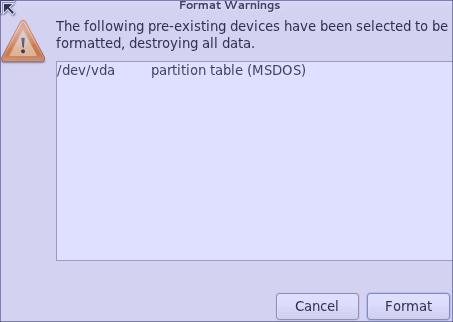 Format Warnings
The following pre-existing devices have been selected to be
formatted, destroying all data.
/dev/vda partition table (MSDOS)
Cancel Format